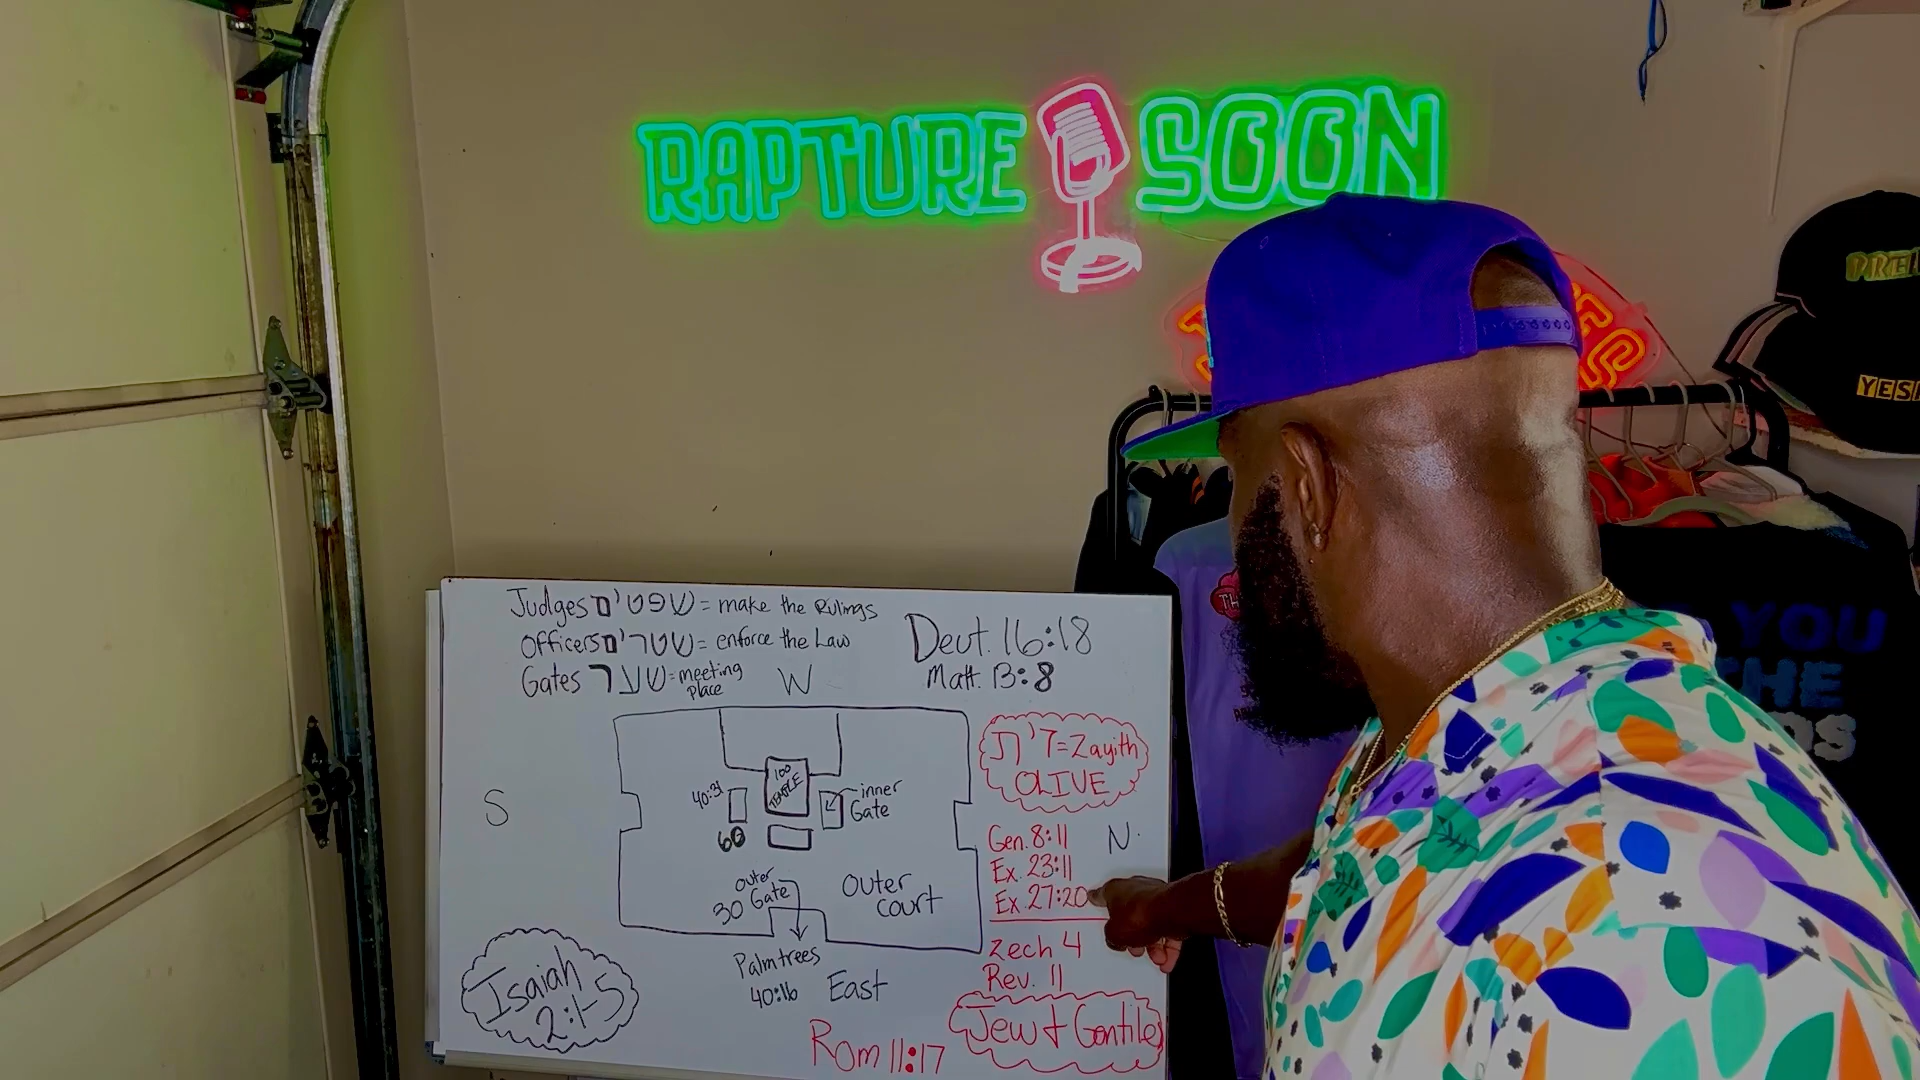 RAPTURE SOON
Judges שפטים = make the Rulings
Officers שטרים = enforce the Law
Gates שער = meeting place
Deut. 16:18
Matt. 13:8
W
S
N.
100
TEMPLE
40:31
60
inner
Gate
outer
Gate
30
outer
court
Palm trees
40:16
East
זית = Zayith
OLIVE
Gen. 8:11
Ex. 23:11
Ex. 27:20
Zech 4
Rev. 11
Jew & Gentile
Rom 11:17
Isaiah
2:1-5
YOU
THE